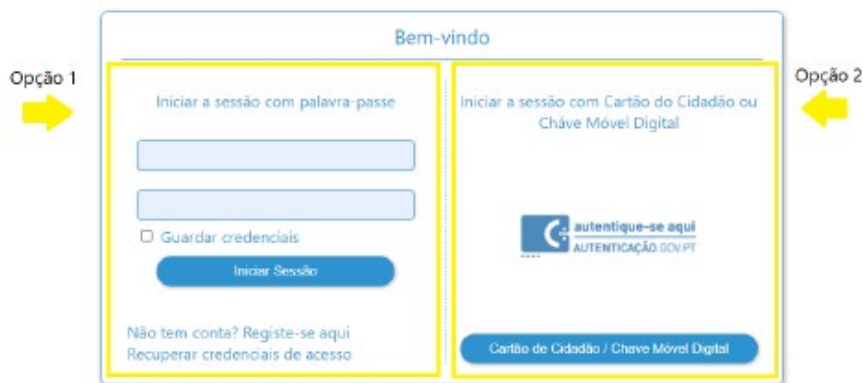 Bem-vindo
Opção 1
Iniciar a sessão com palavra-passe
Guardar credenciais
Iniciar Sessão
Não tem conta? Registe-se aqui
Recuperar credenciais de acesso
Opção 2
Iniciar a sessão com Cartão do Cidadão ou
Cháve Móvel Digital
autentique-se aqui
AUTENTICAÇÃO.GOV.PT
Cartão de Cidadão / Chave Móvel Digital